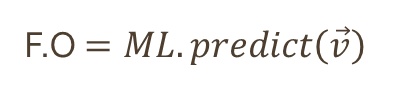 F.O = ML.predict(v⃗)